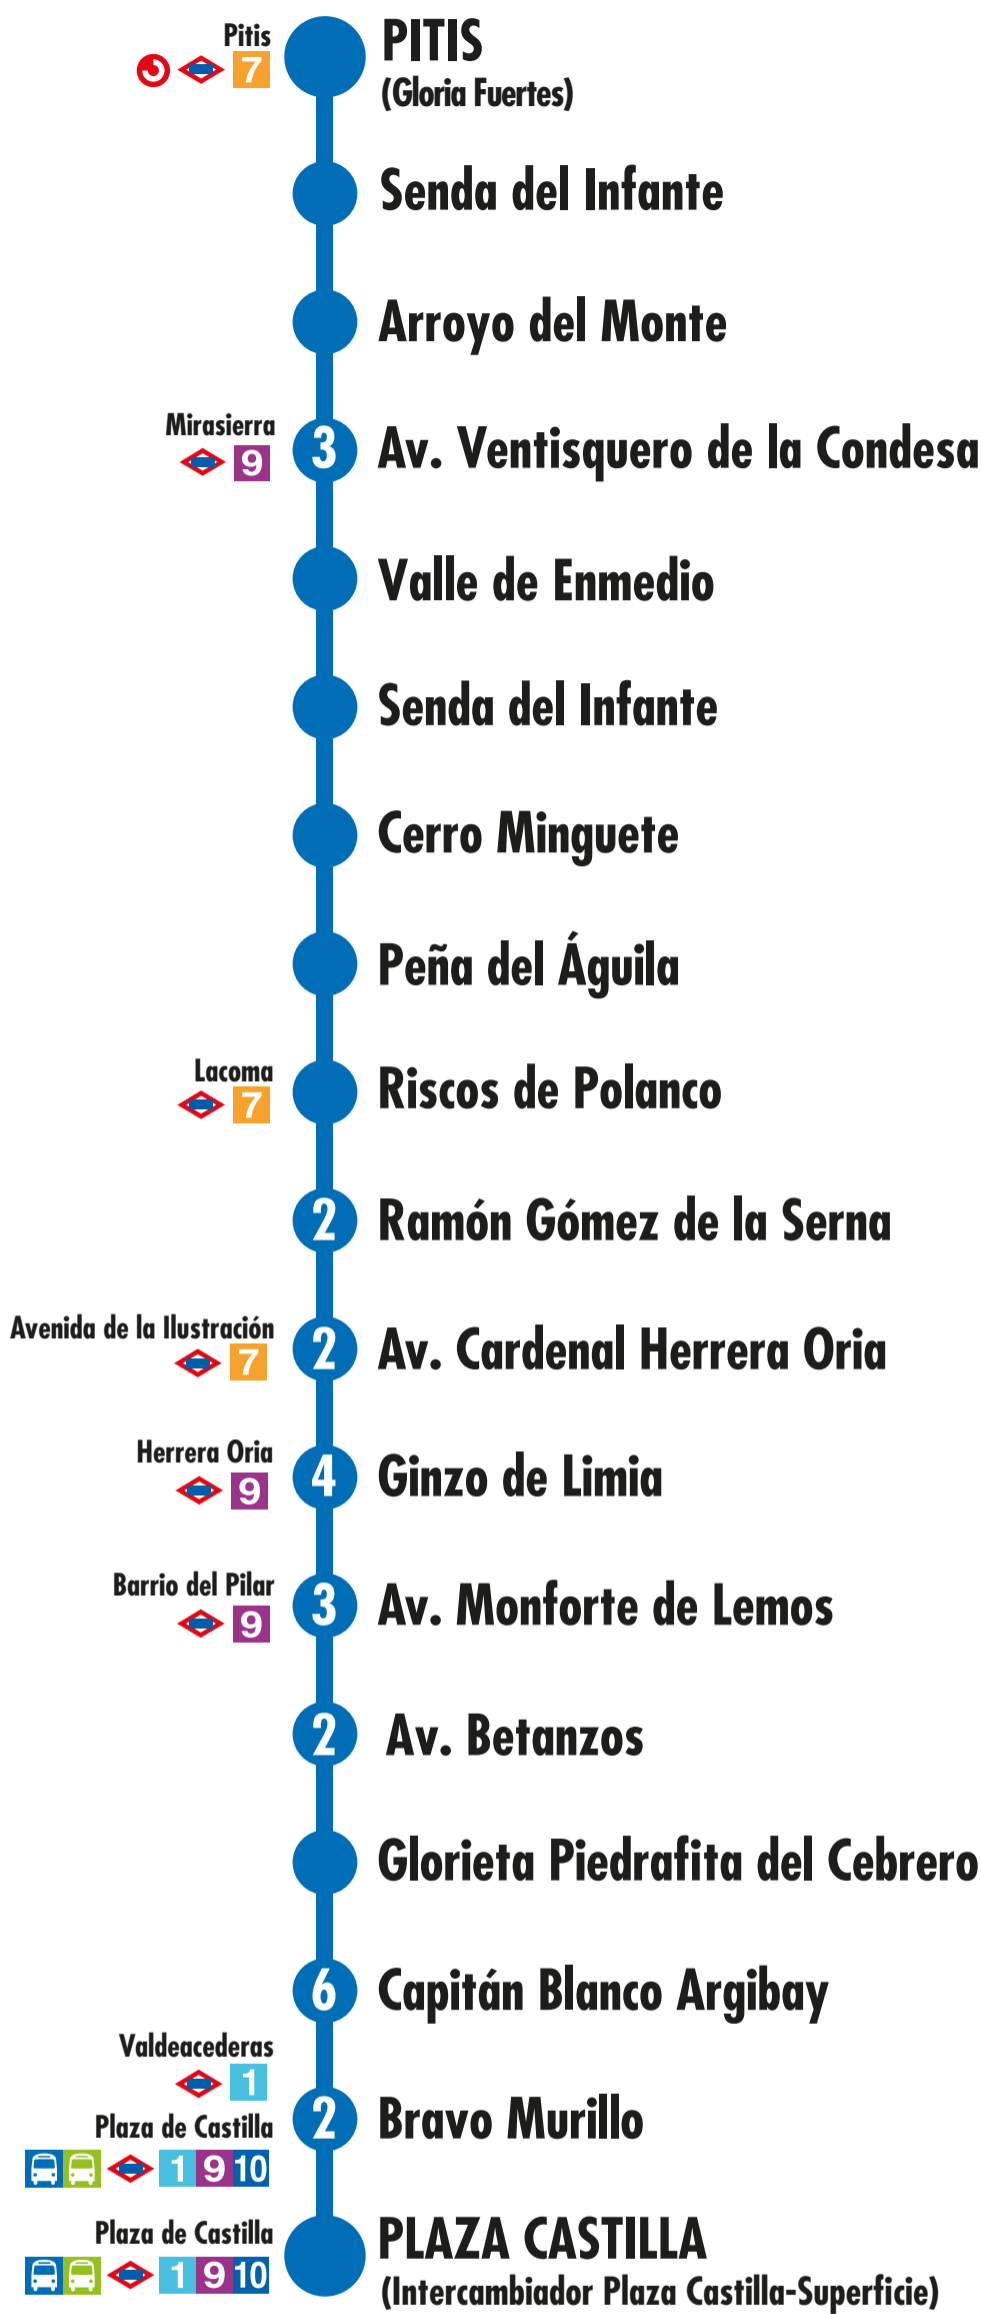 Pitis
7
PITIS
(Gloria Fuertes)
Senda del Infante
Arroyo del Monte
Mirasierra
9
3
Av. Ventisquero de la Condesa
Valle de Enmedio
Senda del Infante
Cerro Minguete
Peña del Águila
Lacoma
7
Riscos de Polanco
2
Ramón Gómez de la Serna
Avenida de la Ilustración
7
2
Av. Cardenal Herrera Oria
Herrera Oria
9
4
Ginzo de Limia
Barrio del Pilar
9
3
Av. Monforte de Lemos
2
Av. Betanzos
Glorieta Piedrafita del Cebrero
6
Capitán Blanco Argibay
Valdeacederas
1
Plaza de Castilla
1 9 10
2
Bravo Murillo
Plaza de Castilla
1 9 10
PLAZA CASTILLA
(Intercambiador Plaza Castilla-Superficie)